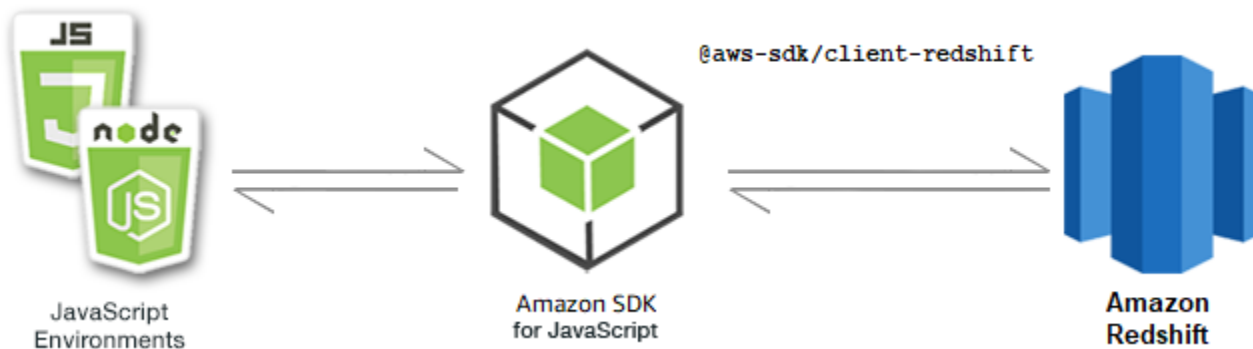 JS
node
JS
@aws-sdk/client-redshift
JavaScript
Environments
Amazon SDK
for JavaScript
Amazon
Redshift